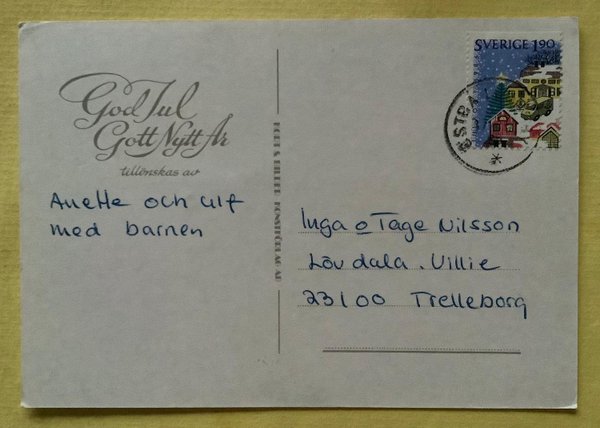 God Jul
Gott Nytt År
tillönskas av
Anette och Ulf
med barnen
SVERIGE 1.90
Inga o Tage Nilsson
Lövdala. Villie
23100 Trelleborg